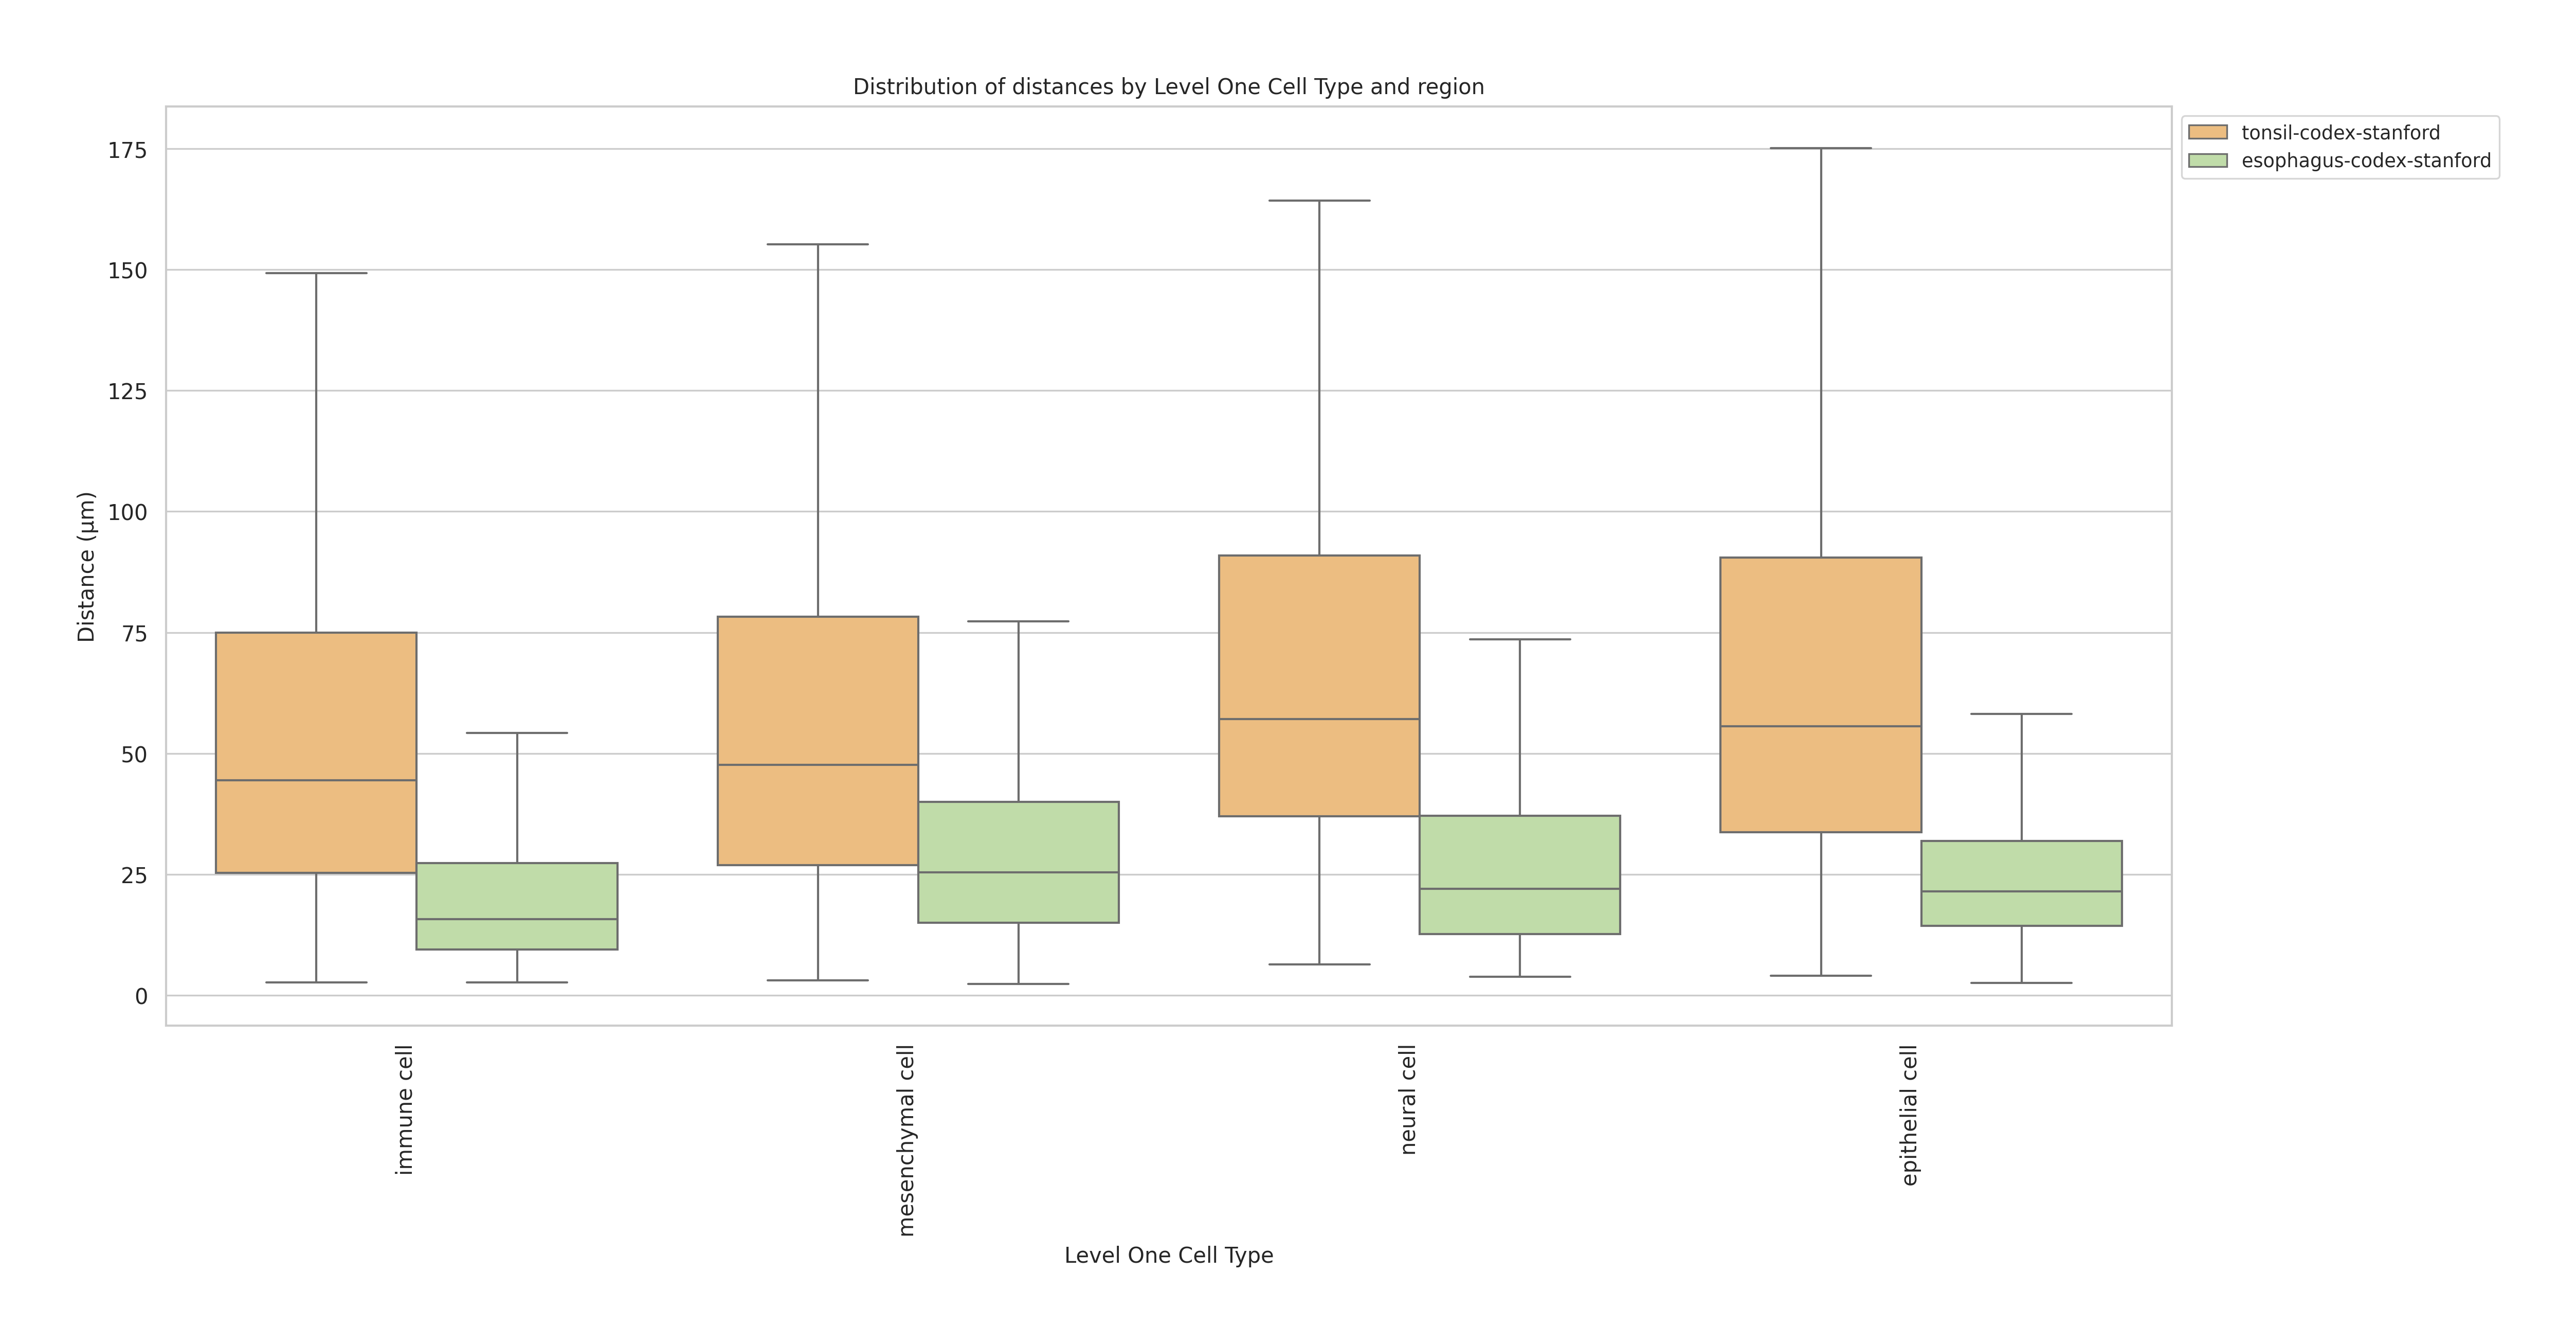 Distribution of distances by Level One Cell Type and region
tonsil-codex-stanford
esophagus-codex-stanford
Distance (μm)
175
150
125
100
75
50
25
0
immune cell
mesenchymal cell
neural cell
epithelial cell
Level One Cell Type